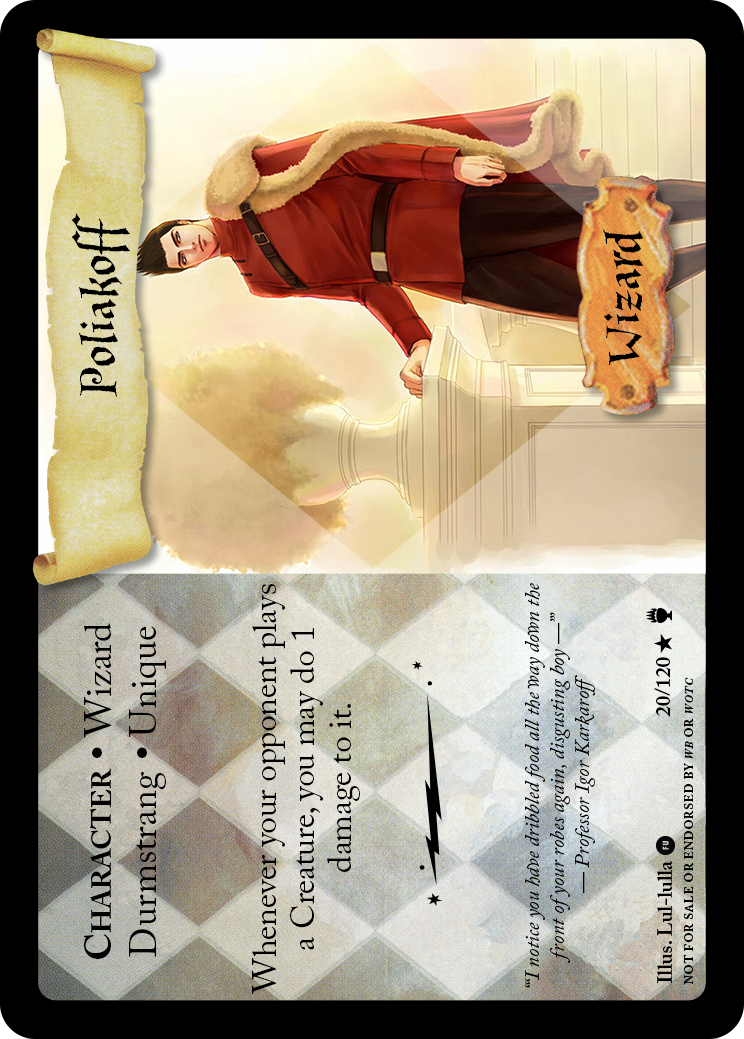 Poliakoff
Wizard
CHARACTER • Wizard
Durmstrang • Unique
Whenever your opponent plays
a Creature, you may do 1
damage to it.
“‘I notice you have dribbled food all the way down the
front of your robes again, disgusting boy —’”
— Professor Igor Karkaroff
Illus. Lul-lulla FU 20/120 ★
NOT FOR SALE OR ENDORSED BY WB OR WOTC